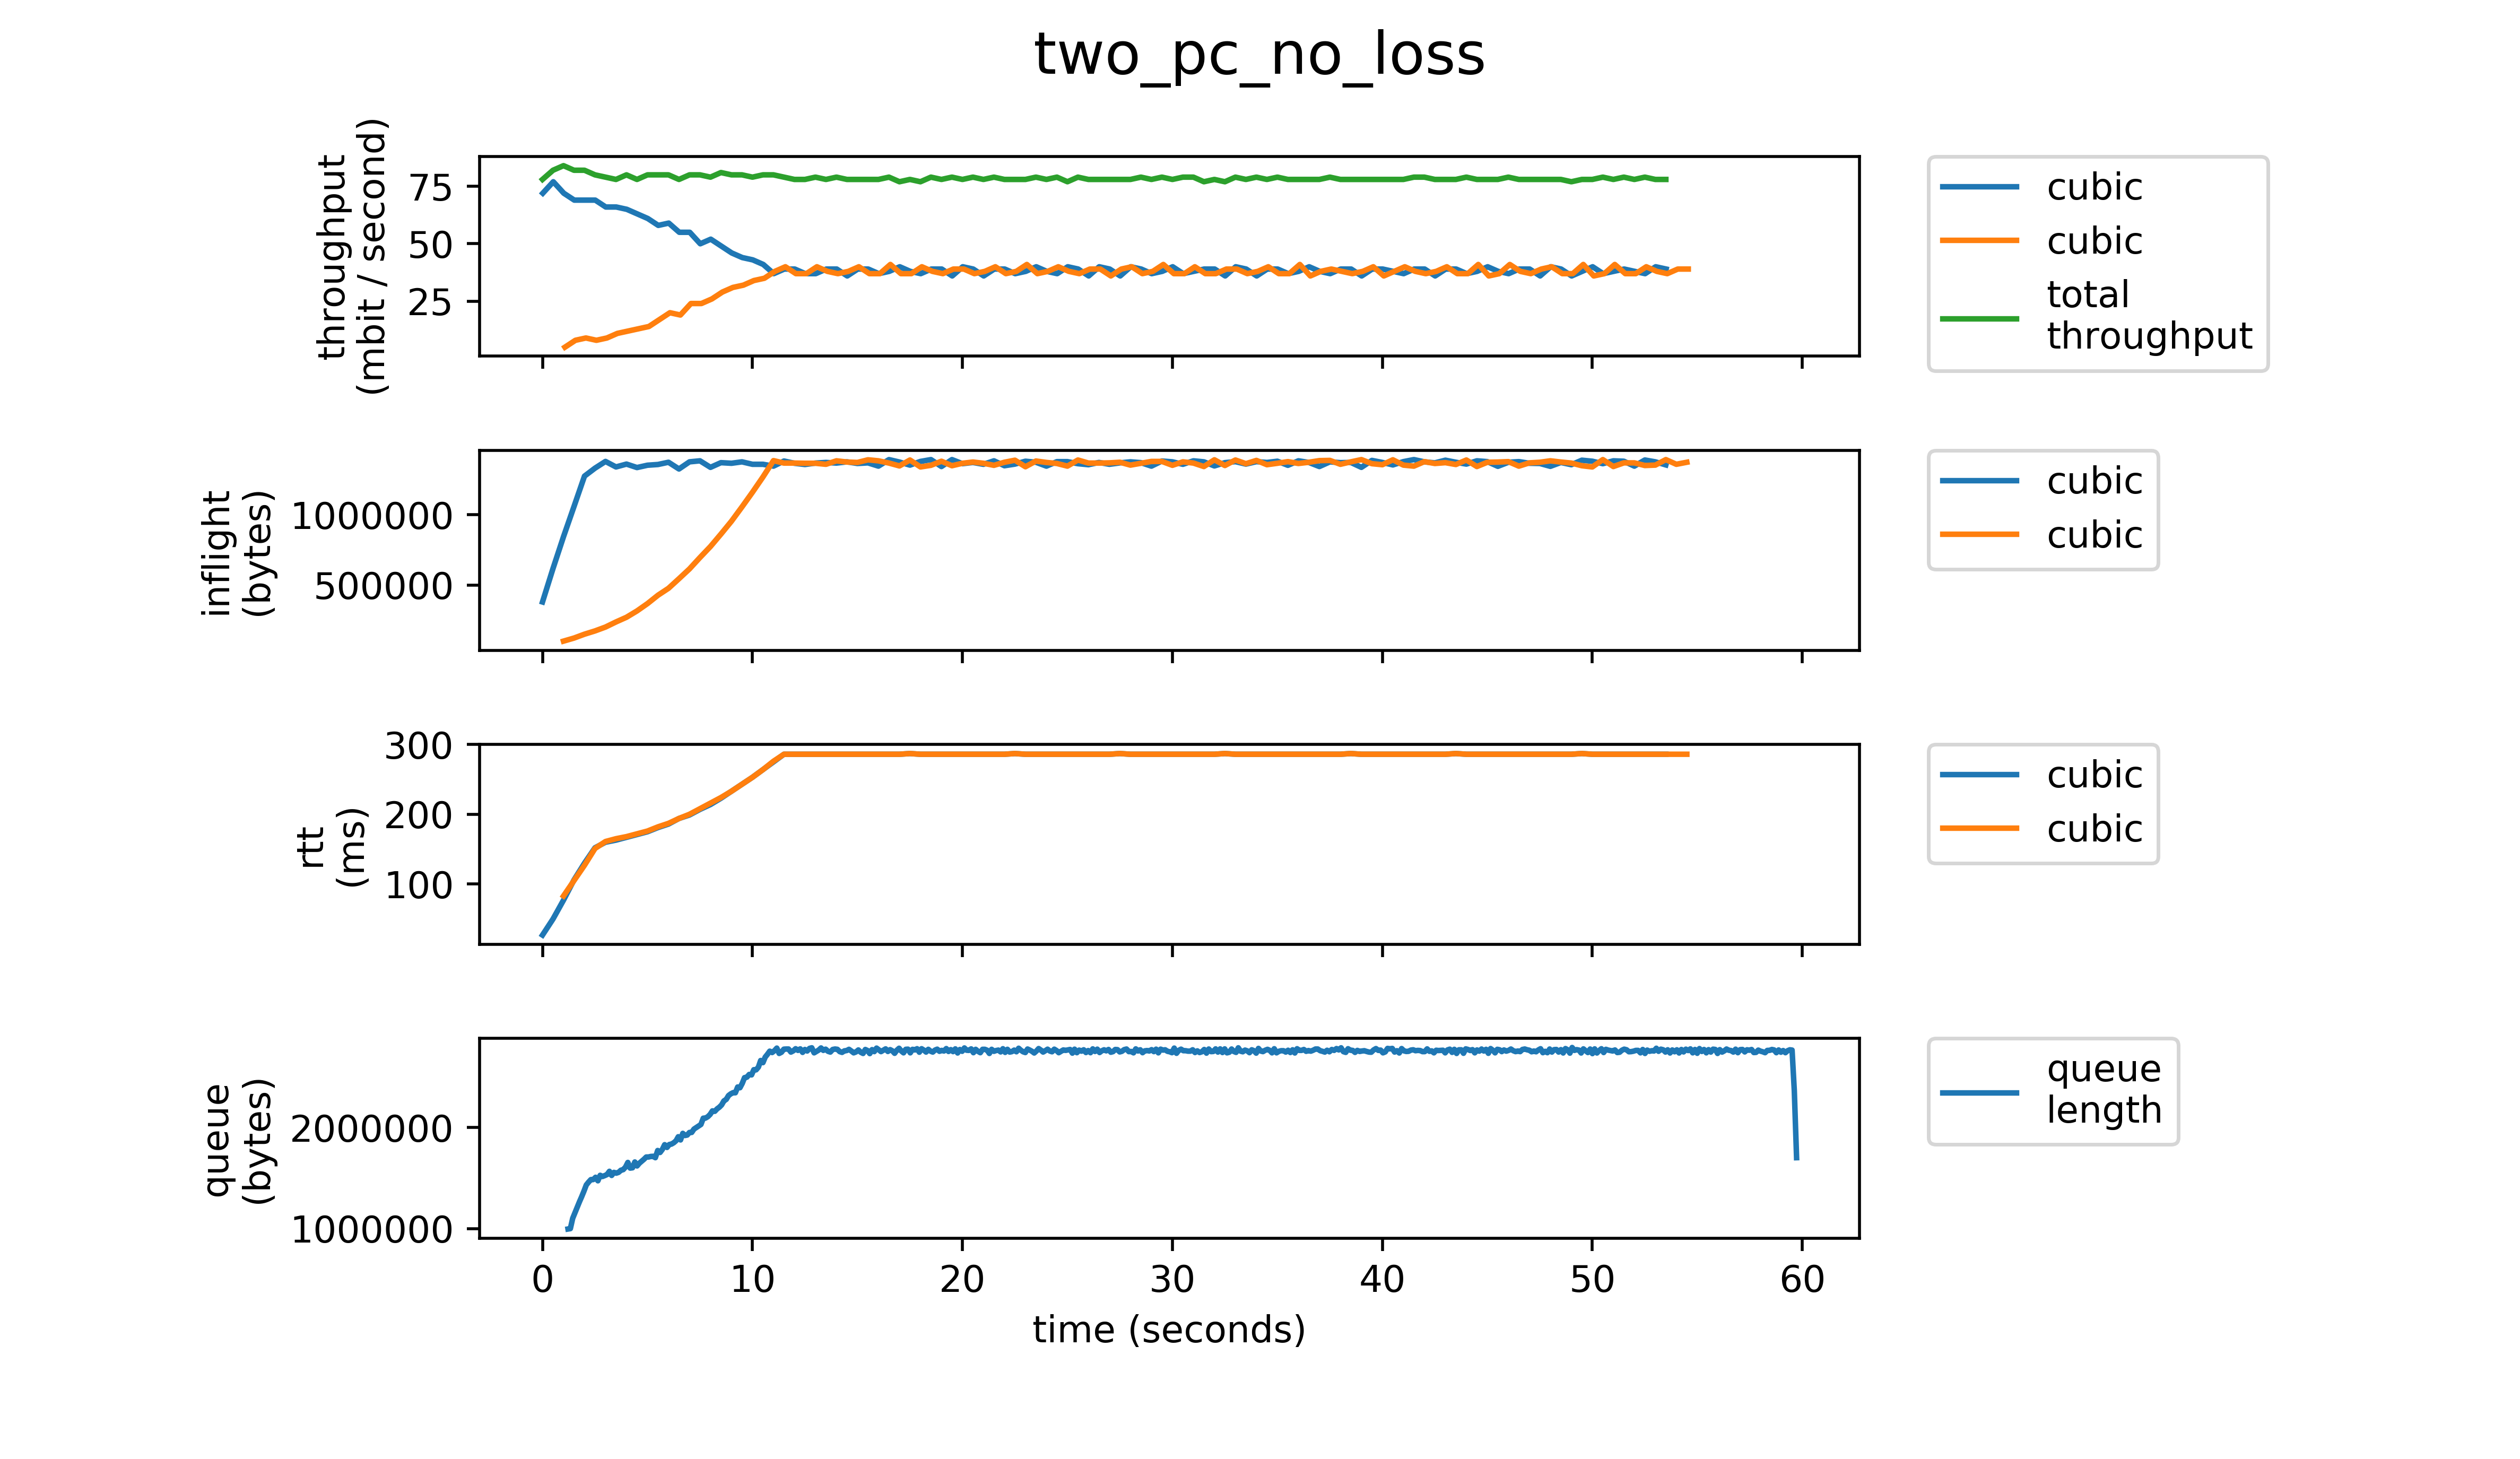 two_pc_no_loss
throughput
(mbit / second)
75
50
25
cubic
cubic
total
throughput
inflight
(bytes)
1000000
500000
cubic
cubic
rtt
(ms)
300
200
100
cubic
cubic
queue
(bytes)
2000000
1000000
queue
length
0 10 20 30 40 50 60
time (seconds)